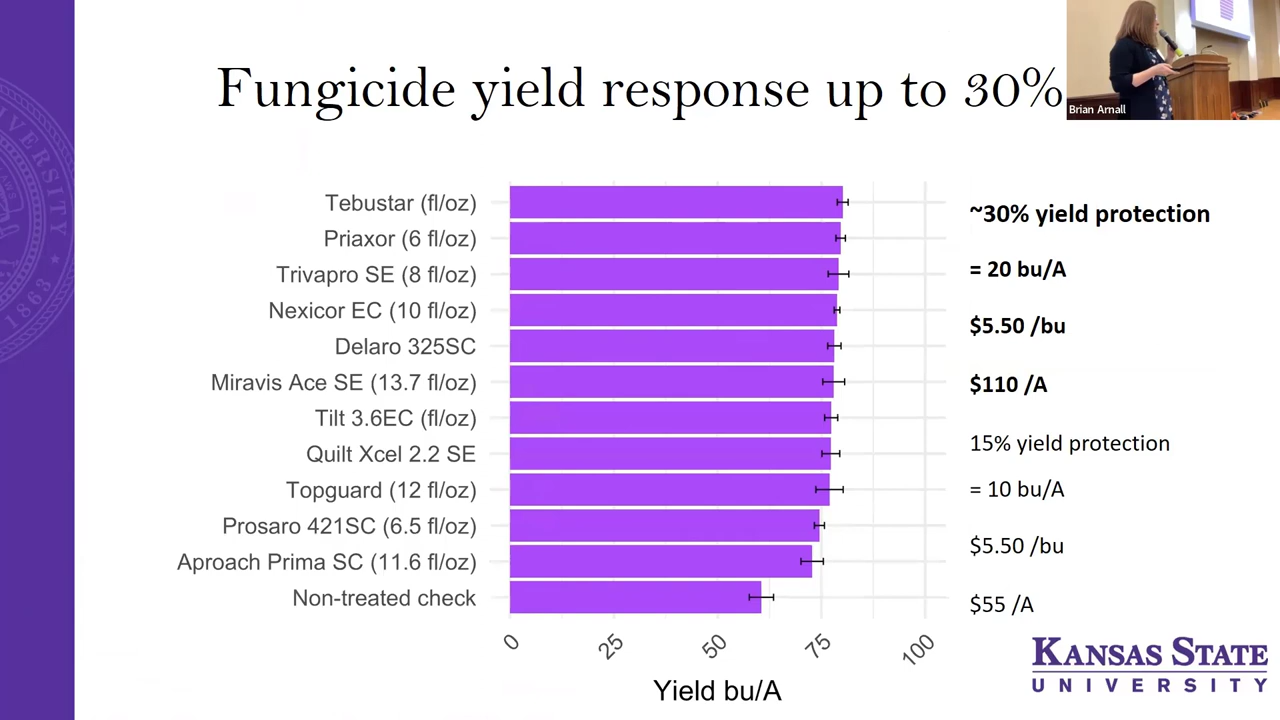 Fungicide yield response up to 30%
Brian Arnall
Tebustar (fl/oz)
Priaxor (6 fl/oz)
Trivapro SE (8 fl/oz)
Nexicor EC (10 fl/oz)
Delaro 325SC
Miravis Ace SE (13.7 fl/oz)
Tilt 3.6EC (fl/oz)
Quilt Xcel 2.2 SE
Topguard (12 fl/oz)
Prosaro 421SC (6.5 fl/oz)
Aproach Prima SC (11.6 fl/oz)
Non-treated check
0 25 50 75 100
Yield bu/A
~30% yield protection
= 20 bu/A
$5.50 /bu
$110 /A
15% yield protection
= 10 bu/A
$5.50 /bu
$55 /A
KANSAS STATE
UNIVERSITY
1863